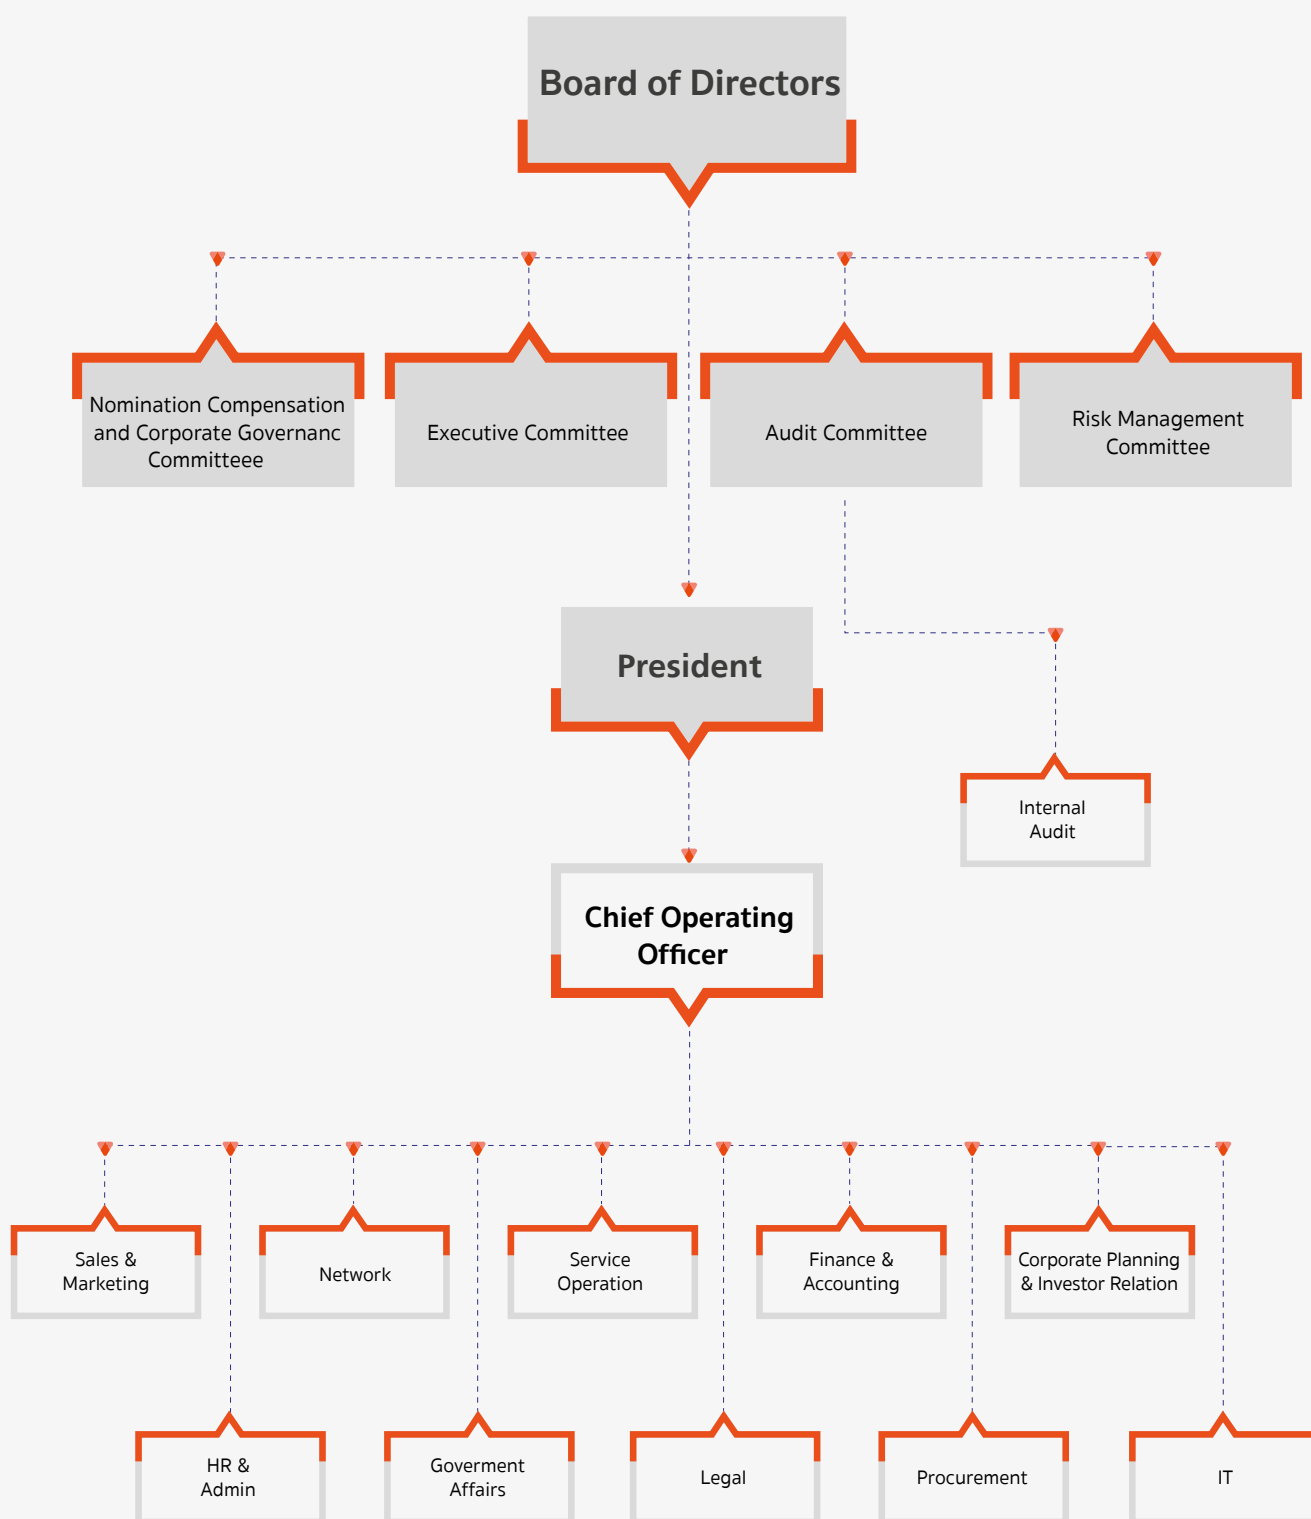 Board of Directors
Nomination Compensation
and Corporate Governanc
Committeee
Executive Committee
Audit Committee
Risk Management
Committee
President
Internal
Audit
Chief Operating
Officer
Sales &
Marketing
Network
Service
Operation
Finance &
Accounting
Corporate Planning
& Investor Relation
HR &
Admin
Goverment
Affairs
Legal
Procurement
IT